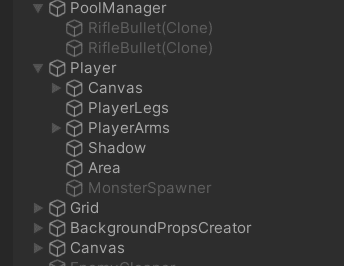 PoolManager
RifleBullet(Clone)
RifleBullet(Clone)
Player
Canvas
PlayerLegs
PlayerArms
Shadow
Area
MonsterSpawner
Grid
BackgroundPropsCreator
Canvas